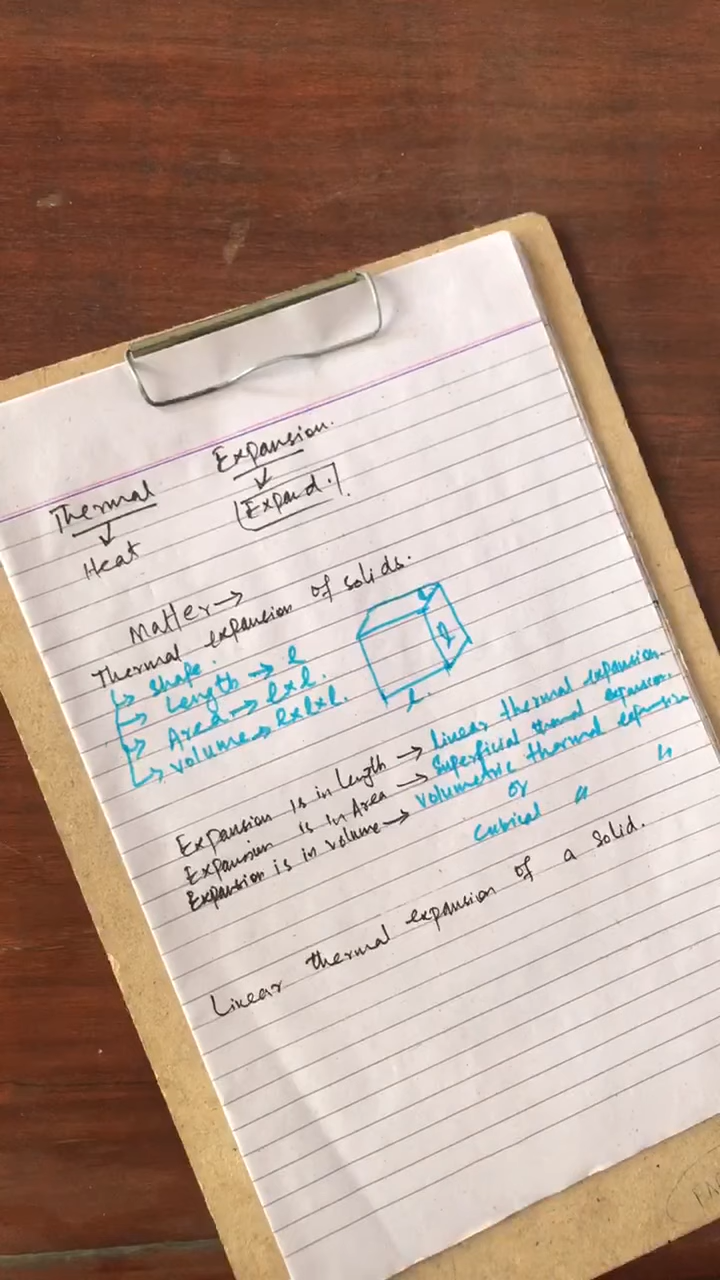 Thermal Expansion.
Heat Expand.
Matter →
Thermal expansion of solids.
→ Shape.
→ Length → l
→ Area → l×l.
→ Volume → l×l×l.
l
l.
Expansion is in length → Linear thermal expansion.
Expansion is in Area → Superficial thermal expansion.
Expansion is in volume → Volumetric thermal expansion
or
Cubical " "
Linear thermal expansion of a solid.